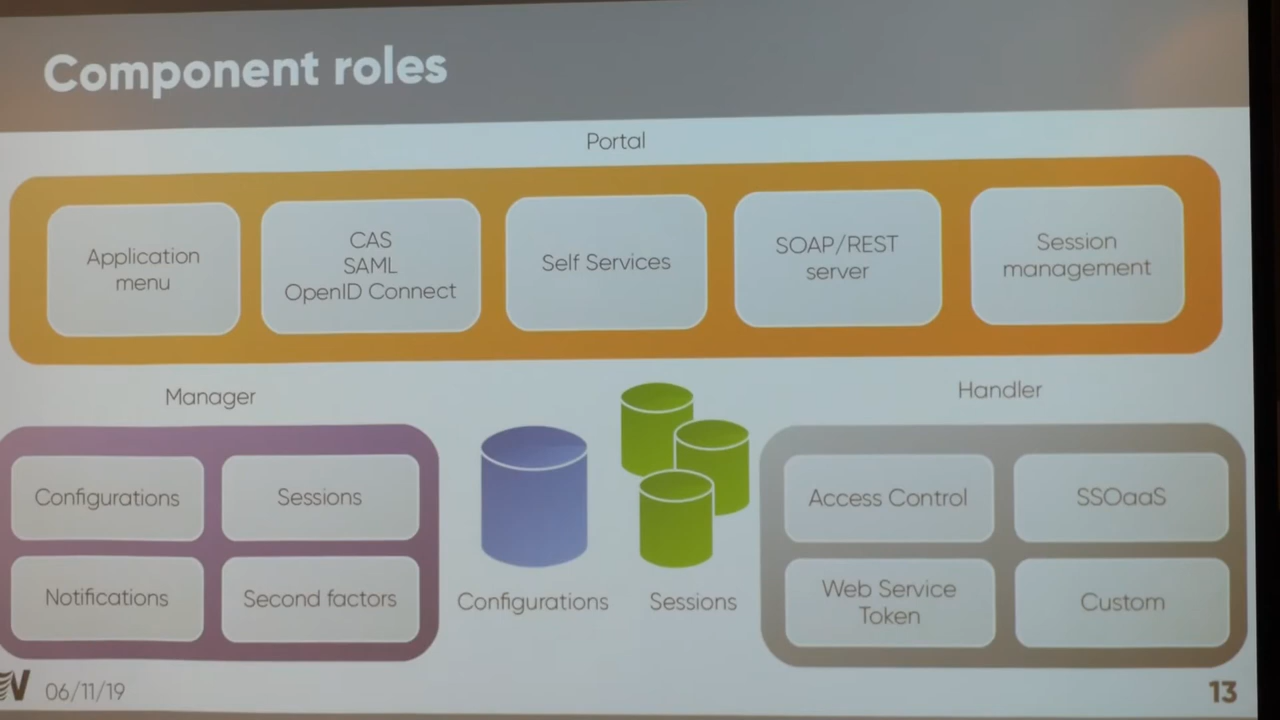 Component roles
Portal
Application
menu
CAS
SAML
OpenID Connect
Self Services
SOAP/REST
server
Session
management
Manager
Configurations
Sessions
Notifications
Second factors
Configurations
Sessions
Handler
Access Control
SSOaaS
Web Service
Token
Custom
06/11/19
13